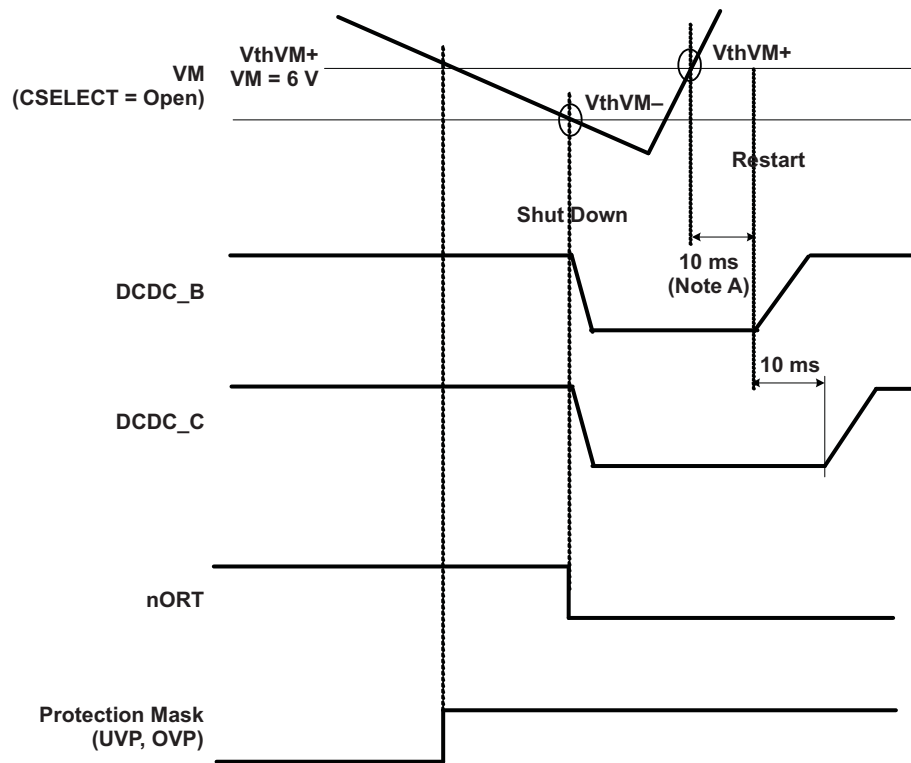 VthVM+
VM = 6 V
VM
(CSELECT = Open)
VthVM+
VthVM–
Restart
Shut Down
10 ms
(Note A)
DCDC_B
10 ms
DCDC_C
nORT
Protection Mask
(UVP, OVP)